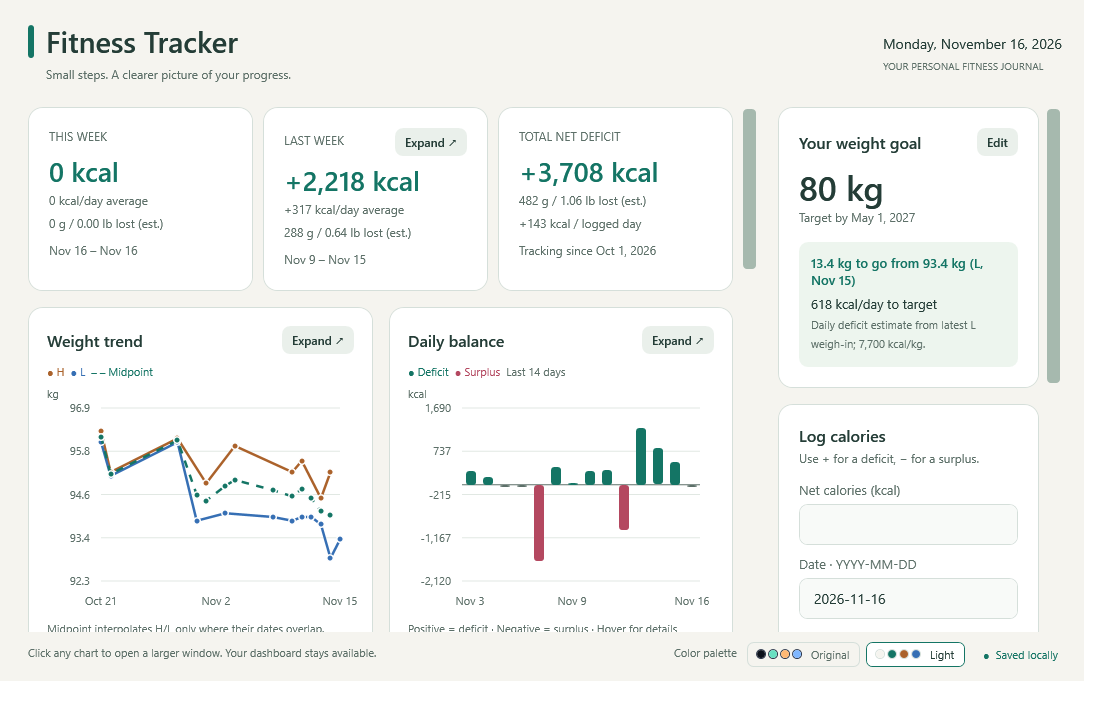 Fitness Tracker
Small steps. A clearer picture of your progress.
Monday, November 16, 2026
YOUR PERSONAL FITNESS JOURNAL
THIS WEEK
0 kcal
0 kcal/day average
0 g / 0.00 lb lost (est.)
Nov 16 – Nov 16
LAST WEEK
Expand ↗
+2,218 kcal
+317 kcal/day average
288 g / 0.64 lb lost (est.)
Nov 9 – Nov 15
TOTAL NET DEFICIT
+3,708 kcal
482 g / 1.06 lb lost (est.)
+143 kcal / logged day
Tracking since Oct 1, 2026
Your weight goal
Edit
80 kg
Target by May 1, 2027
13.4 kg to go from 93.4 kg (L,
Nov 15)
618 kcal/day to target
Daily deficit estimate from latest L
weigh-in; 7,700 kcal/kg.
Weight trend
Expand ↗
● H ● L – – Midpoint
kg
96.9
95.8
94.6
93.4
92.3
Oct 21 Nov 2 Nov 15
Midpoint interpolates H/L only where their dates overlap.
Daily balance
Expand ↗
● Deficit ● Surplus Last 14 days
kcal
1,690
737
-215
-1,167
-2,120
Nov 3 Nov 9 Nov 16
Positive = deficit · Negative = surplus · Hover for details
Log calories
Use + for a deficit, − for a surplus.
Net calories (kcal)
Date · YYYY-MM-DD
2026-11-16
Click any chart to open a larger window. Your dashboard stays available.
Color palette
Original
Light
● Saved locally